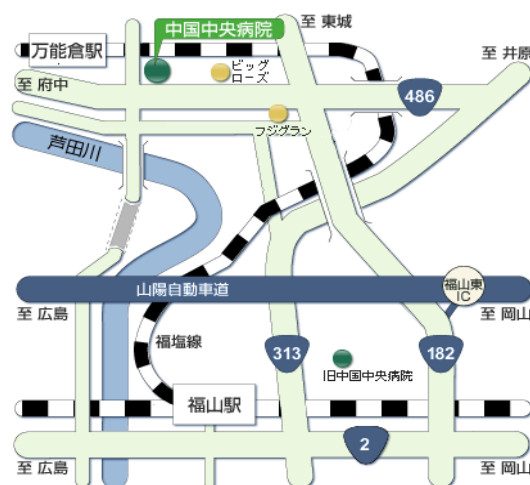 中国中央病院
至 東城
万能倉駅
ビッグ
ローズ
至 井原
至 府中
486
フジグラン
芦田川
山陽自動車道
福山東
IC
至 広島
至 岡山
福塩線
313
182
旧中国中央病院
福山駅
2
至 広島
至 岡山